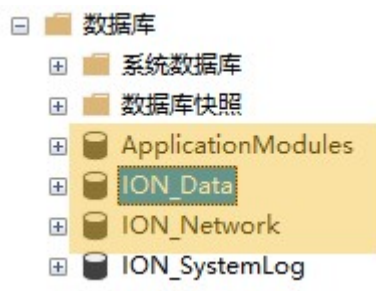 数据库
系统数据库
数据库快照
ApplicationModules
ION_Data
ION_Network
ION_SystemLog